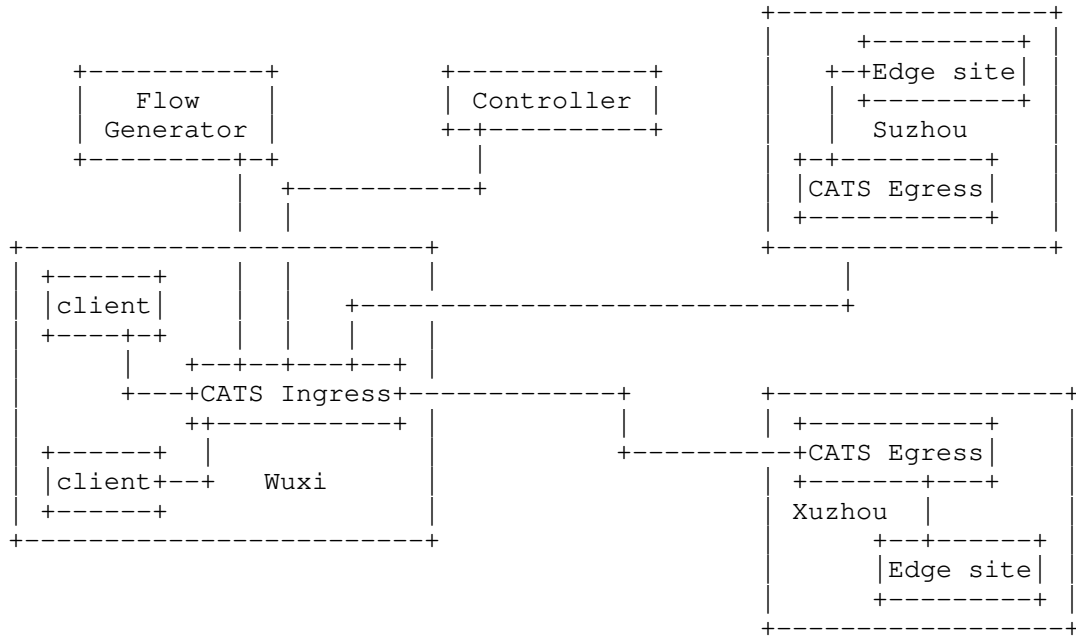 Edge site
Flow
Generator
Controller
Suzhou
CATS Egress
client
CATS Ingress
CATS Egress
client
Wuxi
Xuzhou
Edge site